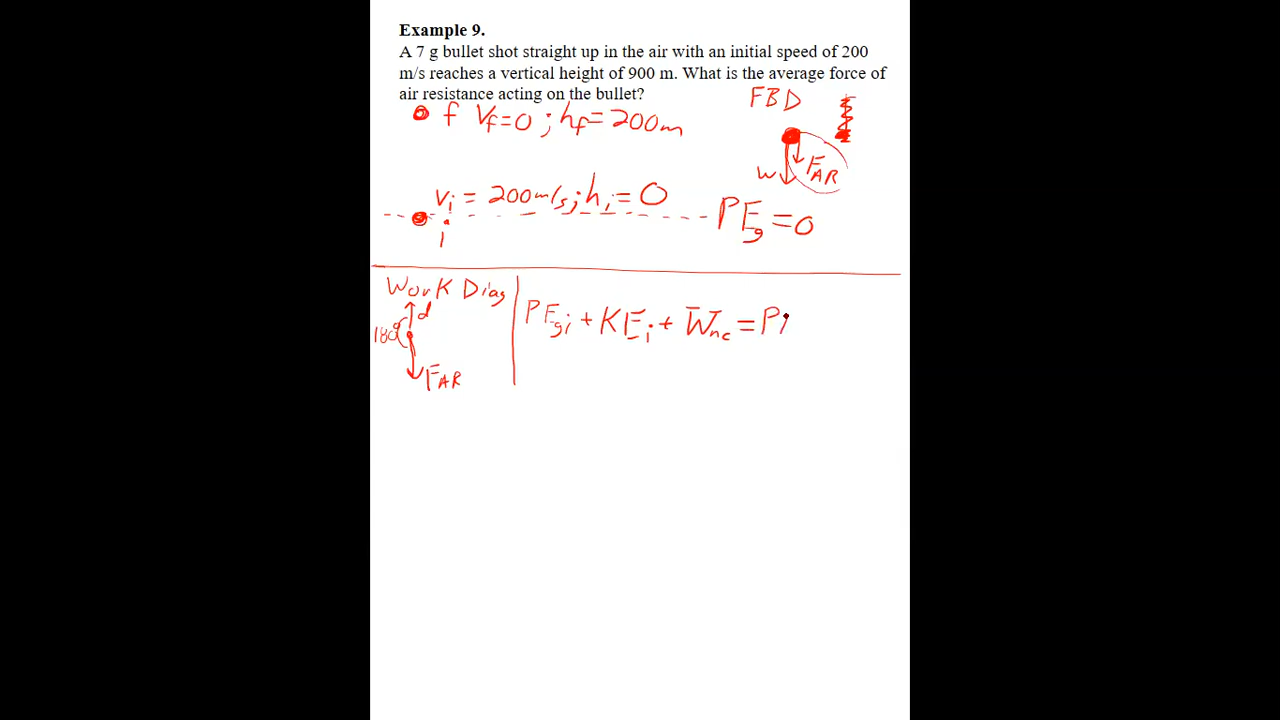 Example 9.
A 7 g bullet shot straight up in the air with an initial speed of 200
m/s reaches a vertical height of 900 m. What is the average force of
air resistance acting on the bullet?
FBD
f Vf=0 ; hf=200m
W FAR
vi = 200m/s; hi = 0
PEg=0
i
Work Diag
d
180°
FAR
PEgi + KEi + Wnc = P